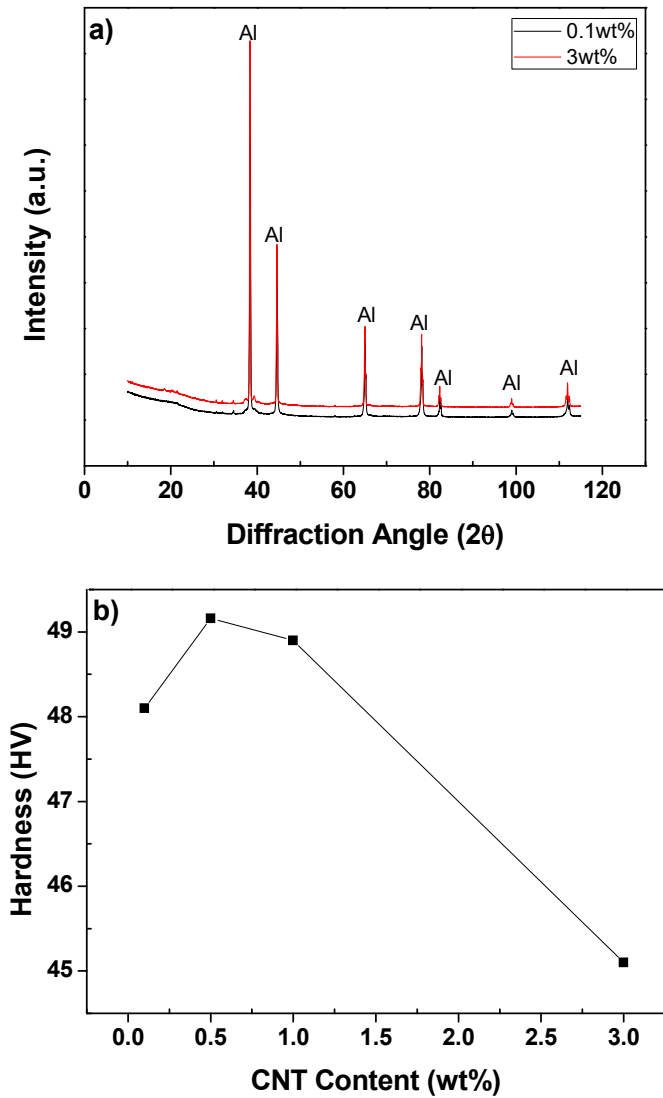 a)
0.1wt%
3wt%
Al
Al
Al
Al
Al
Al
Al
Intensity (a.u.)
0 20 40 60 80 100 120
Diffraction Angle (2θ)
b)
49
48
47
46
45
Hardness (HV)
0.0 0.5 1.0 1.5 2.0 2.5 3.0
CNT Content (wt%)